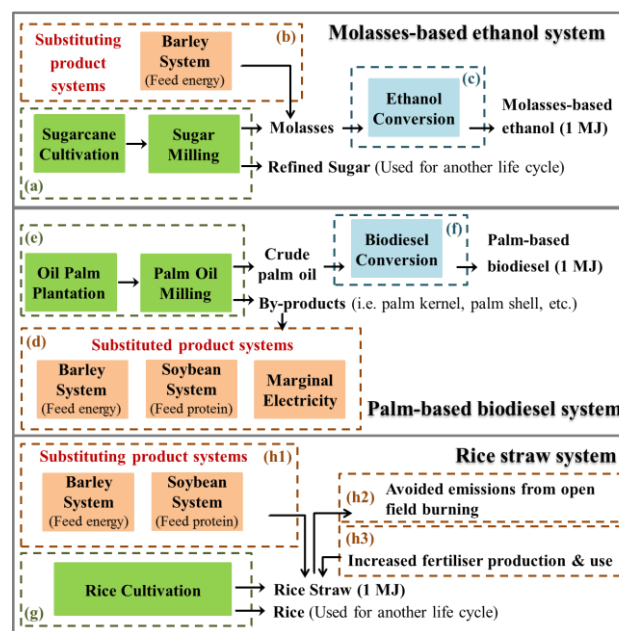 (b)
Molasses-based ethanol system
Substituting
product
systems
Barley
System
(Feed energy)
(c)
Ethanol
Conversion
Molasses-based
ethanol (1 MJ)
Sugarcane
Cultivation
Sugar
Milling
Molasses
Refined Sugar (Used for another life cycle)
(a)
(e)
(f)
Oil Palm
Plantation
Palm Oil
Milling
Crude
palm oil
Biodiesel
Conversion
Palm-based
biodiesel (1 MJ)
By-products (i.e. palm kernel, palm shell, etc.)
(d)
Substituted product systems
Barley
System
(Feed energy)
Soybean
System
(Feed protein)
Marginal
Electricity
Palm-based biodiesel system
Substituting product systems
(h1)
Rice straw system
Barley
System
(Feed energy)
Soybean
System
(Feed protein)
(h2)
Avoided emissions from open
field burning
(h3)
Increased fertiliser production & use
Rice Cultivation
Rice Straw (1 MJ)
Rice (Used for another life cycle)
(g)